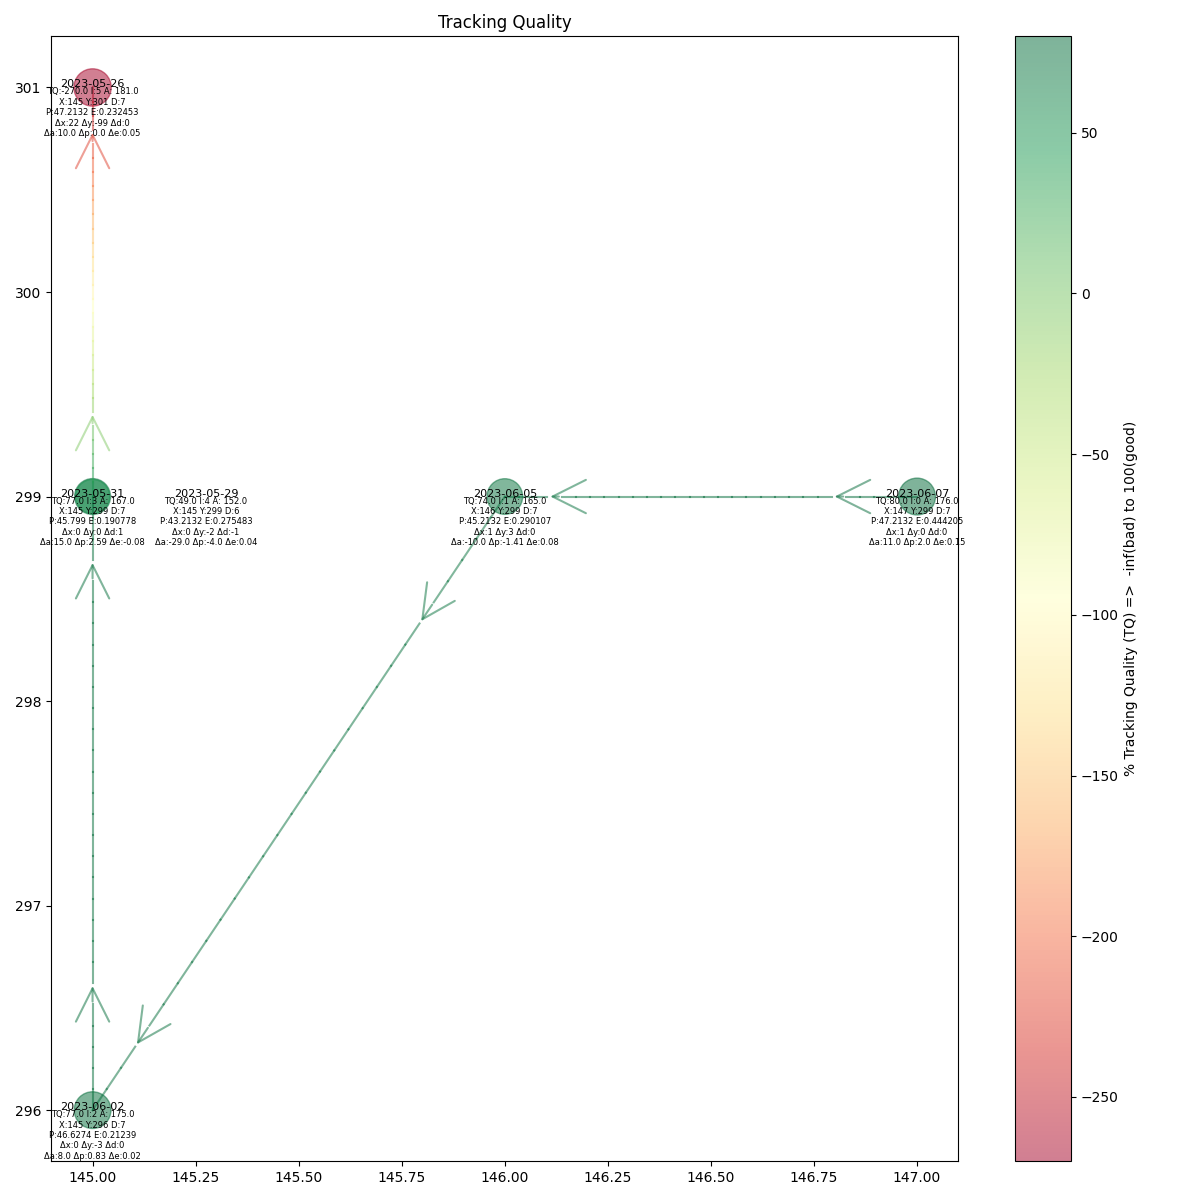 Tracking Quality
301
300
299
298
297
296
2023-05-26
TQ:-270.0 I:5 A: 181.0
X:145 Y:301 D:7
P:47.2132 E:0.232453
Δx:22 Δy:-99 Δd:0
Δa:10.0 Δp:0.0 Δe:0.05
2023-05-31
TQ:77.0 I:3 A: 167.0
X:145 Y:299 D:7
P:45.799 E:0.190778
Δx:0 Δy:0 Δd:1
Δa:15.0 Δp:2.59 Δe:-0.08
2023-05-29
TQ:49.0 I:4 A: 152.0
X:145 Y:299 D:6
P:43.2132 E:0.275483
Δx:0 Δy:-2 Δd:-1
Δa:-29.0 Δp:-4.0 Δe:0.04
2023-06-05
TQ:74.0 I:1 A: 165.0
X:146 Y:299 D:7
P:45.2132 E:0.290107
Δx:1 Δy:3 Δd:0
Δa:-10.0 Δp:-1.41 Δe:0.08
2023-06-07
TQ:80.0 I:0 A: 176.0
X:147 Y:299 D:7
P:47.2132 E:0.444205
Δx:1 Δy:0 Δd:0
Δa:11.0 Δp:2.0 Δe:0.15
2023-06-02
TQ:77.0 I:2 A: 175.0
X:145 Y:296 D:7
P:46.6274 E:0.21239
Δx:0 Δy:-3 Δd:0
Δa:8.0 Δp:0.83 Δe:0.02
145.00 145.25 145.50 145.75 146.00 146.25 146.50 146.75 147.00
50
0
−50
−100
−150
−200
−250
% Tracking Quality (TQ) => -inf(bad) to 100(good)